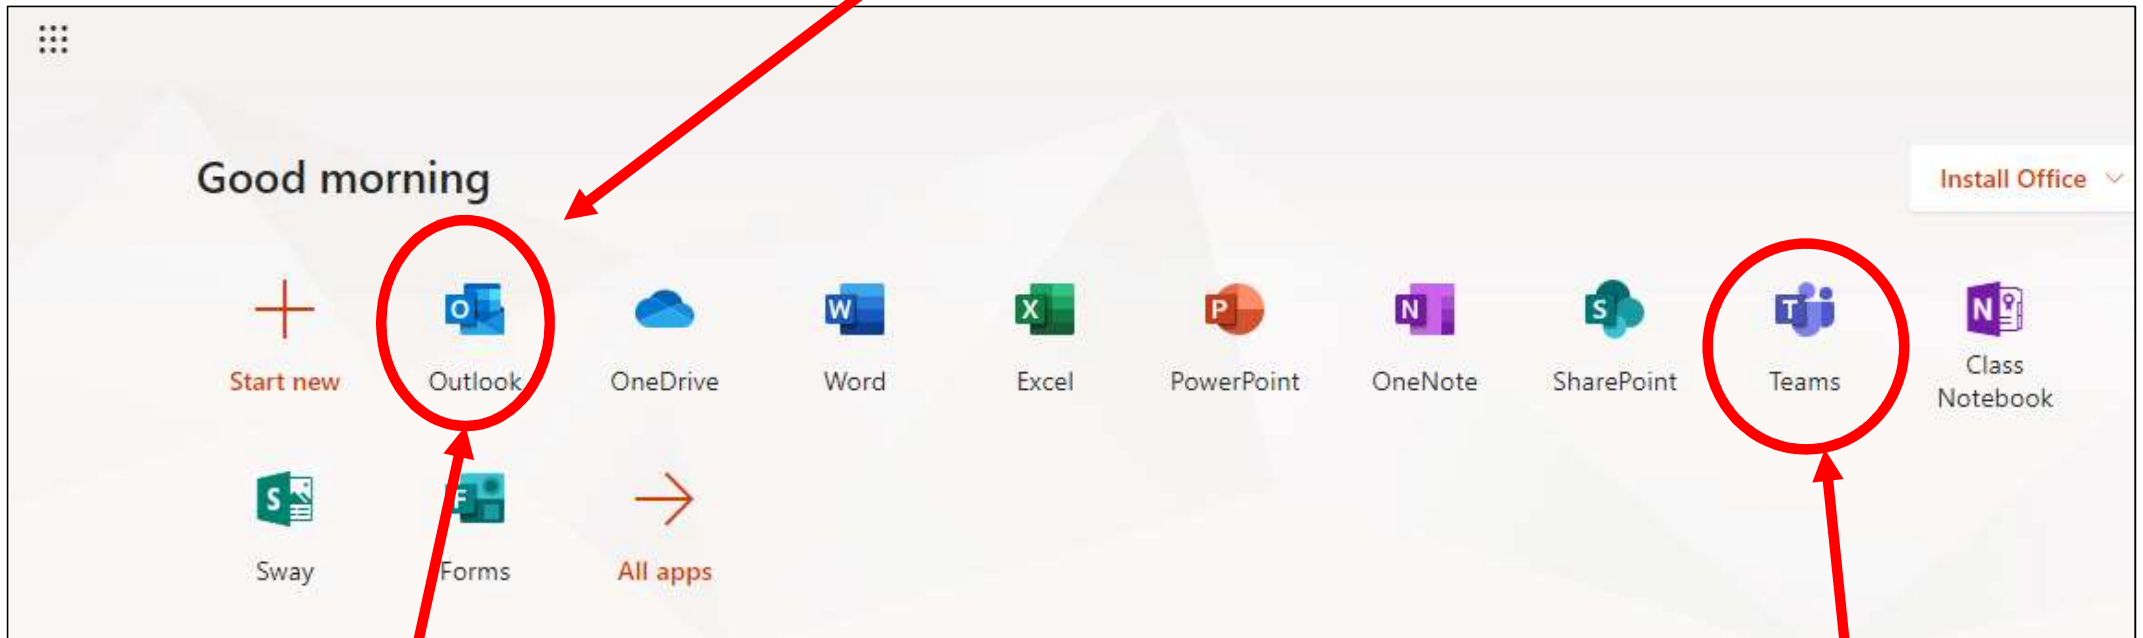 Good morning
Install Office
Start new
Outlook
OneDrive
Word
Excel
PowerPoint
OneNote
SharePoint
Teams
Class
Notebook
Sway
Forms
All apps